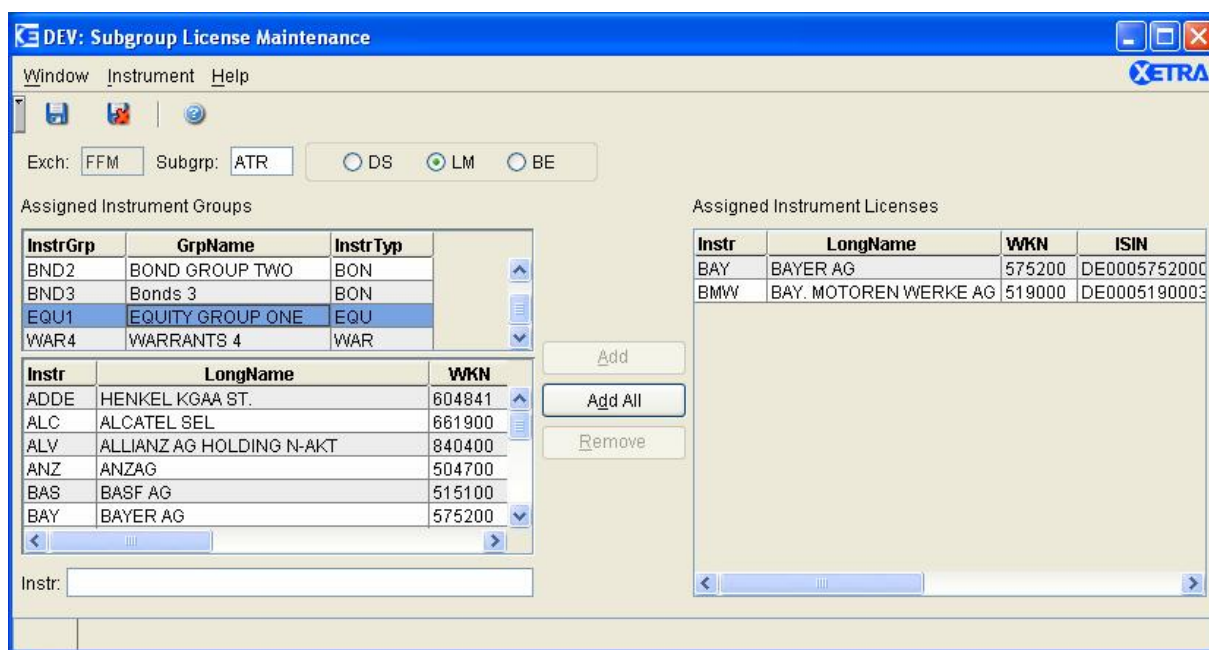 DEV: Subgroup License Maintenance
Window Instrument Help
XETRA
Exch: FFM Subgrp: ATR DS LM BE
Assigned Instrument Groups
InstrGrp GrpName InstrTyp
BND2 BOND GROUP TWO BON
BND3 Bonds 3 BON
EQU1 EQUITY GROUP ONE EQU
WAR4 WARRANTS 4 WAR
Instr LongName WKN
ADDE HENKEL KGAA ST. 604841
ALC ALCATEL SEL 661900
ALV ALLIANZ AG HOLDING N-AKT 840400
ANZ ANZAG 504700
BAS BASF AG 515100
BAY BAYER AG 575200
Instr:
Add
Add All
Remove
Assigned Instrument Licenses
Instr LongName WKN ISIN
BAY BAYER AG 575200 DE0005752000
BMW BAY. MOTOREN WERKE AG 519000 DE0005190003